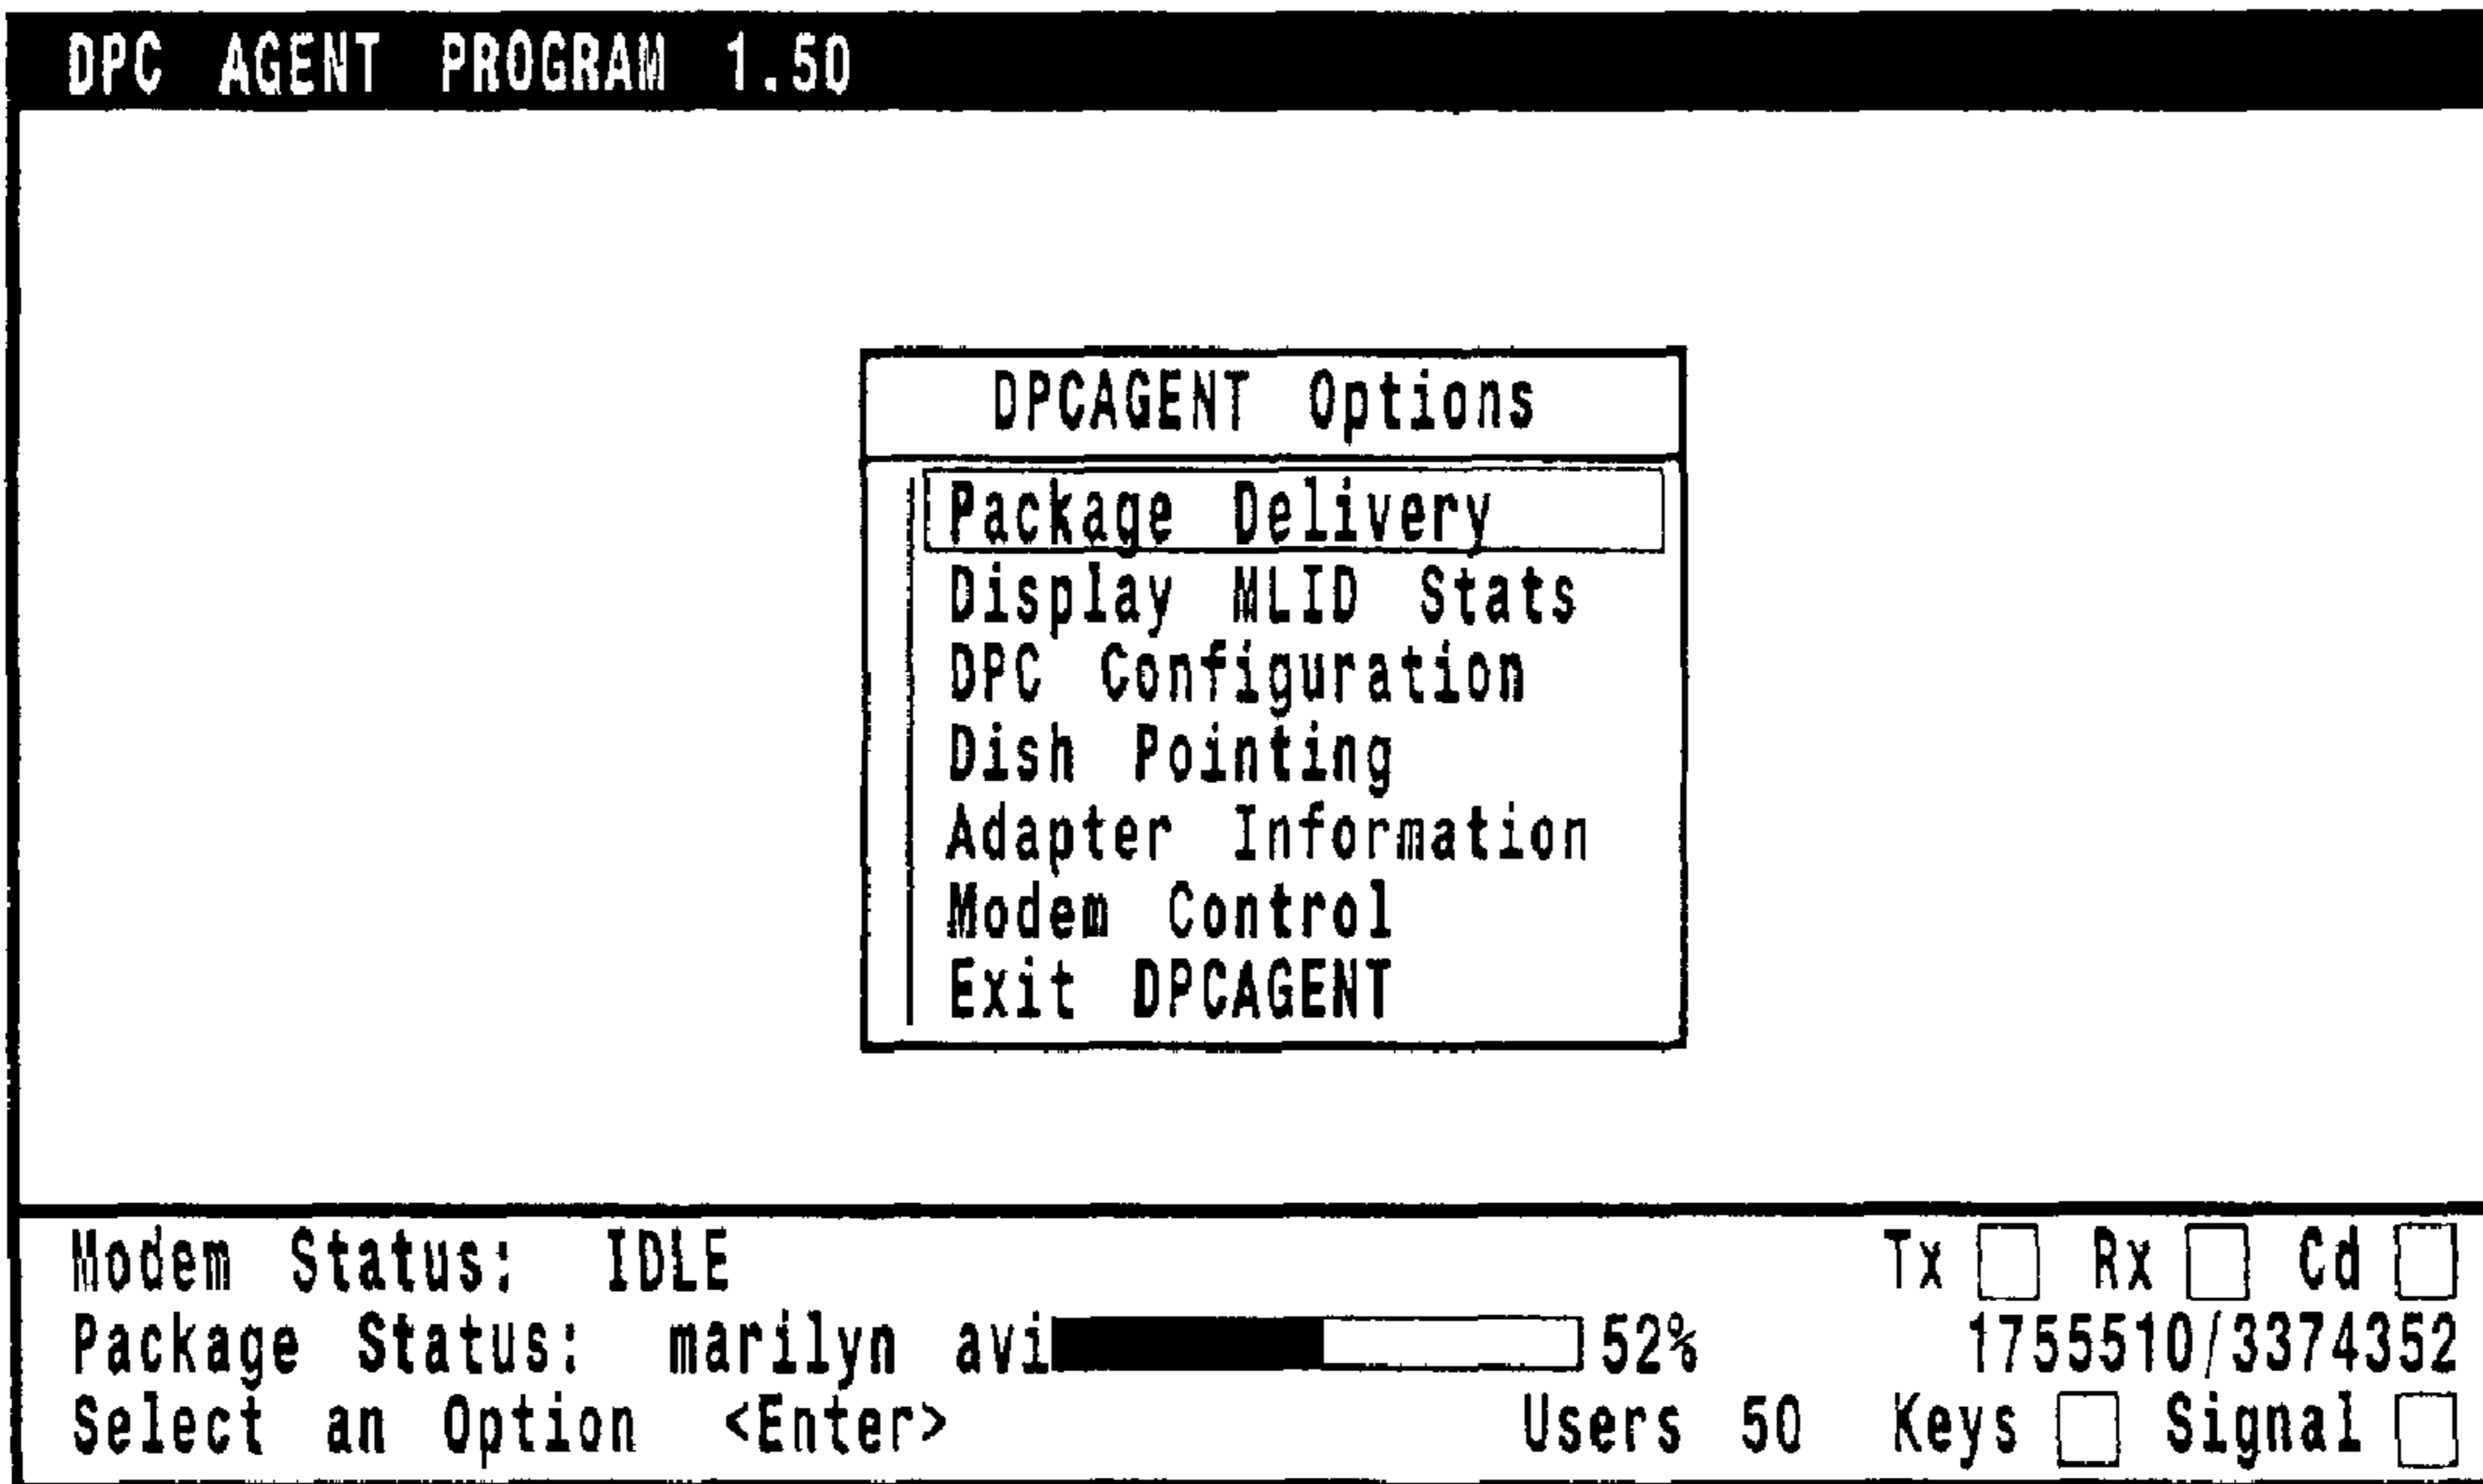 DPC AGENT PROGRAM 1.50
DPCAGENT Options
Package Delivery
Display MLID Stats
DPC Configuration
Dish Pointing
Adapter Information
Modem Control
Exit DPCAGENT
Modem Status: IDLE Tx Rx Cd
Package Status: marilyn avi 52% 1755510/3374352
Select an Option <Enter> Users 50 Keys Signal